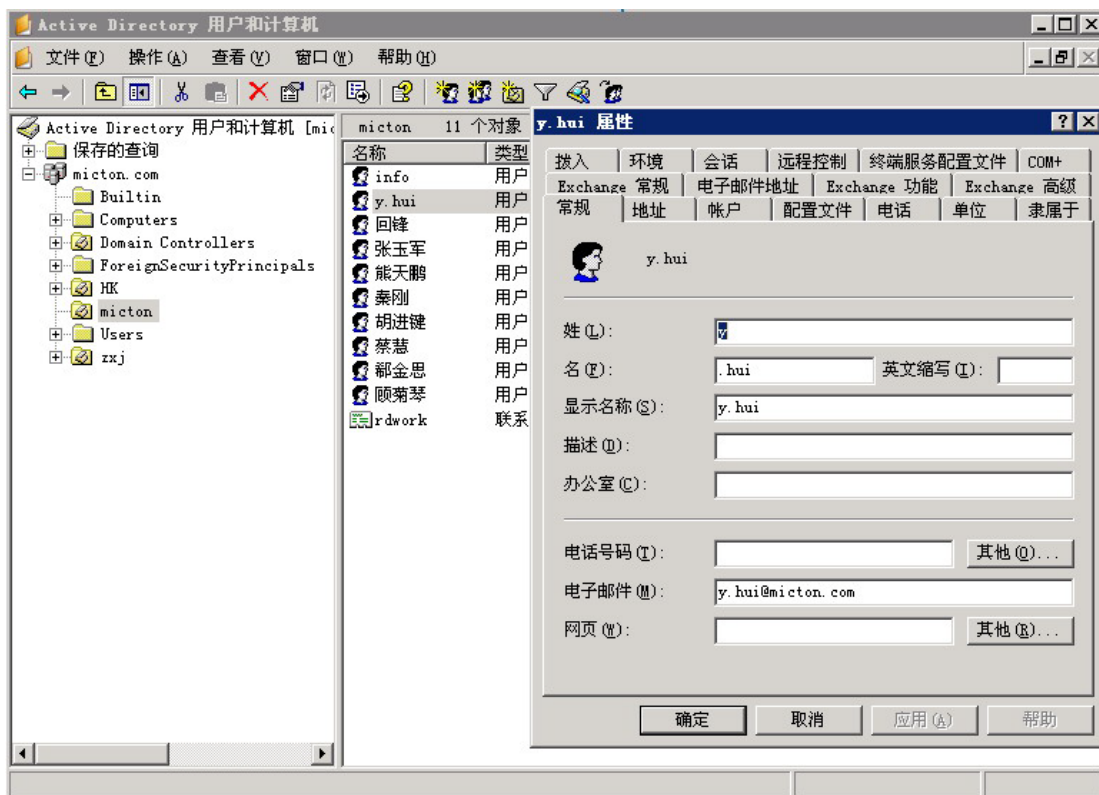 Active Directory 用户和计算机
文件(F) 操作(A) 查看(V) 窗口(W) 帮助(H)
Active Directory 用户和计算机 [mic
保存的查询
micton.com
Builtin
Computers
Domain Controllers
ForeignSecurityPrincipals
HK
micton
Users
zxj
micton 11 个对象
名称 类型
info 用户
y.hui 用户
回锋 用户
张玉军 用户
熊天鹏 用户
秦刚 用户
胡进键 用户
蔡慧 用户
郗金思 用户
顾菊琴 用户
rdwork 联系
y.hui 属性
拨入 环境 会话 远程控制 终端服务配置文件 COM+
Exchange 常规 电子邮件地址 Exchange 功能 Exchange 高级
常规 地址 帐户 配置文件 电话 单位 隶属于
y.hui
姓(L): y
名(F): .hui 英文缩写(I):
显示名称(S): y.hui
描述(D):
办公室(C):
电话号码(T): 其他(O)...
电子邮件(M): y.hui@micton.com
网页(W): 其他(R)...
确定 取消 应用(A) 帮助